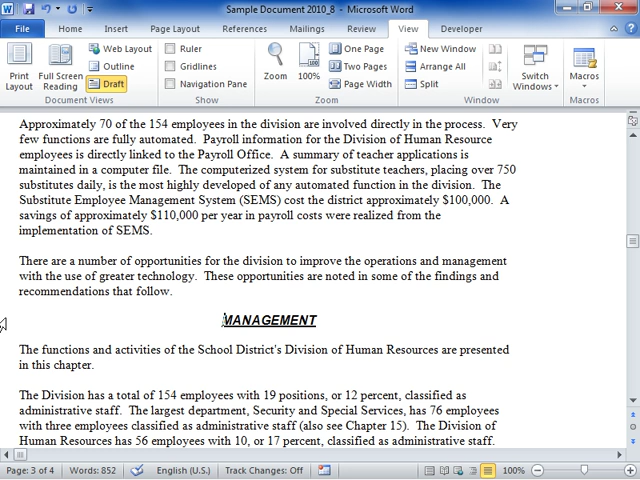 Sample Document 2010_8 - Microsoft Word
File Home Insert Page Layout References Mailings Review View Developer
Print Layout
Full Screen Reading
Web Layout
Outline
Draft
Document Views
Ruler
Gridlines
Navigation Pane
Show
Zoom
100%
One Page
Two Pages
Page Width
Zoom
New Window
Arrange All
Split
Window
Switch Windows
Macros
Macros
Approximately 70 of the 154 employees in the division are involved directly in the process.  Very
few functions are fully automated.  Payroll information for the Division of Human Resource
employees is directly linked to the Payroll Office.  A summary of teacher applications is
maintained in a computer file.  The computerized system for substitute teachers, placing over 750
substitutes daily, is the most highly developed of any automated function in the division.  The
Substitute Employee Management System (SEMS) cost the district approximately $100,000.  A
savings of approximately $110,000 per year in payroll costs were realized from the
implementation of SEMS.
There are a number of opportunities for the division to improve the operations and management
with the use of greater technology.  These opportunities are noted in some of the findings and
recommendations that follow.
MANAGEMENT
The functions and activities of the School District's Division of Human Resources are presented
in this chapter.
The Division has a total of 154 employees with 19 positions, or 12 percent, classified as
administrative staff.  The largest department, Security and Special Services, has 76 employees
with three employees classified as administrative staff (also see Chapter 15).  The Division of
Human Resources has 56 employees with 10, or 17 percent, classified as administrative staff.
Page: 3 of 4 Words: 852 English (U.S.) Track Changes: Off 100%